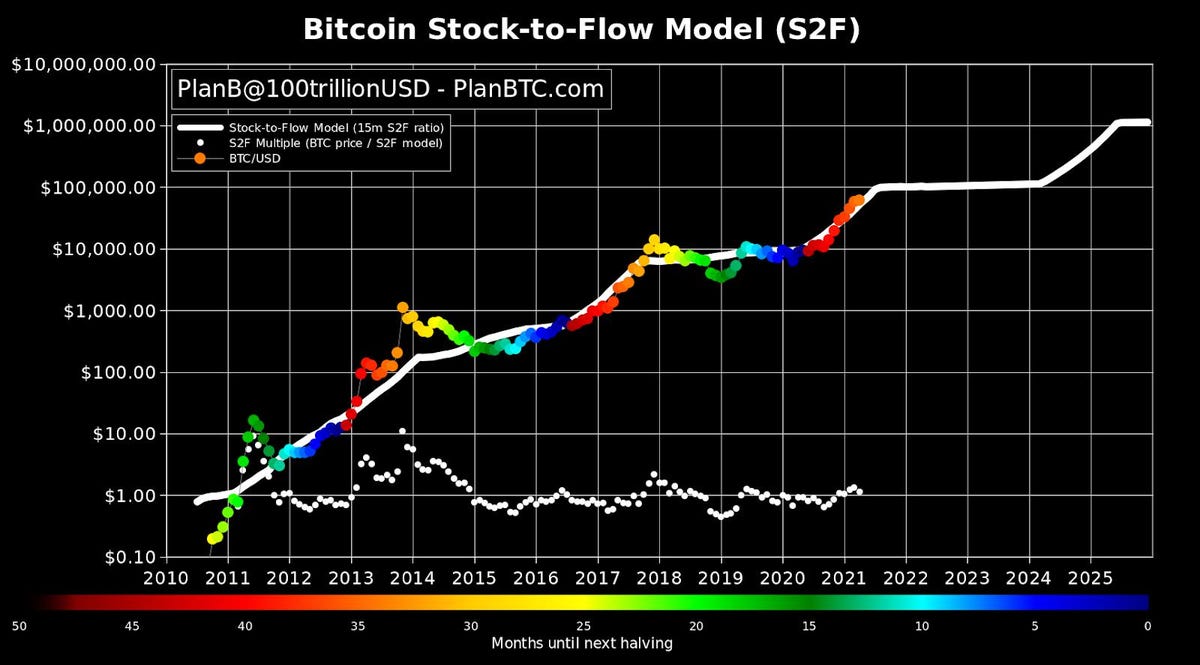 Bitcoin Stock-to-Flow Model (S2F)
$10,000,000.00
PlanB@100trillionUSD - PlanBTC.com
$1,000,000.00
Stock-to-Flow Model (15m S2F ratio)
S2F Multiple (BTC price / S2F model)
BTC/USD
$100,000.00
$10,000.00
$1,000.00
$100.00
$10.00
$1.00
$0.10
2010 2011 2012 2013 2014 2015 2016 2017 2018 2019 2020 2021 2022 2023 2024 2025
50 45 40 35 30 25 20 15 10 5 0
Months until next halving